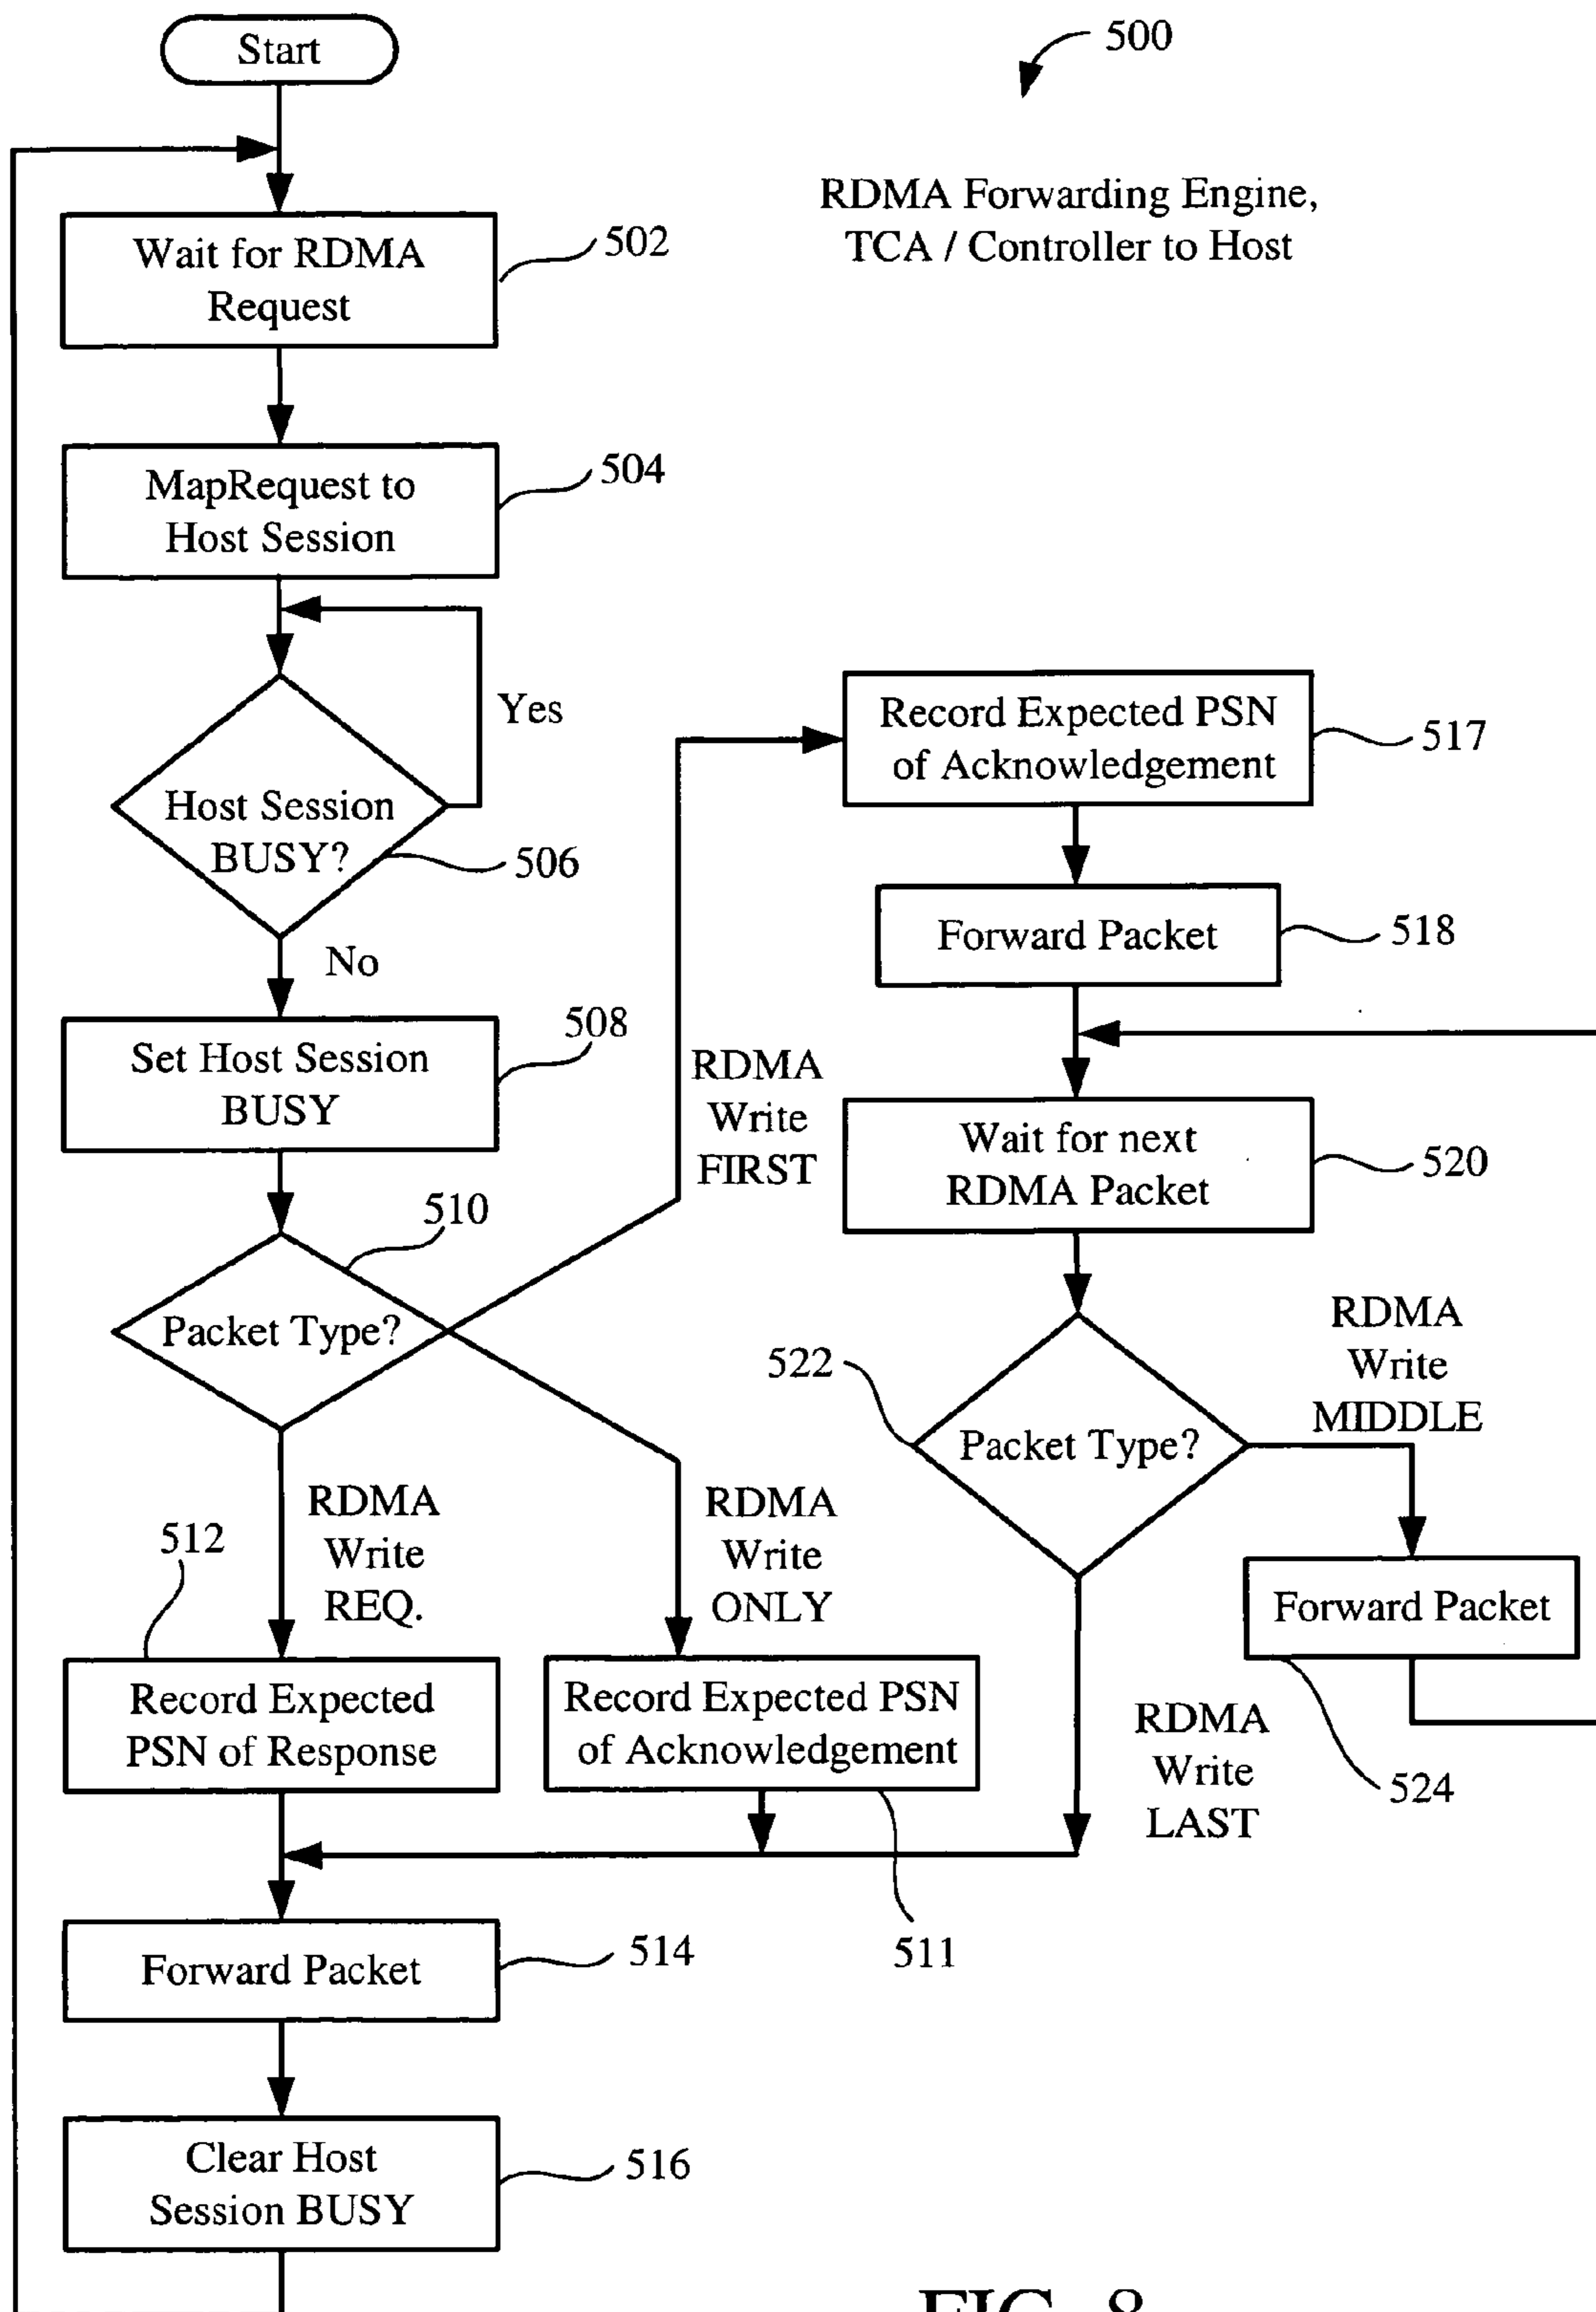 Start
500
RDMA Forwarding Engine,
TCA / Controller to Host
Wait for RDMA
Request
502
MapRequest to
Host Session
504
Yes
Host Session
BUSY?
506
No
Set Host Session
BUSY
508
Record Expected PSN
of Acknowledgement
517
Forward Packet
518
RDMA
Write
FIRST
Wait for next
RDMA Packet
520
510
Packet Type?
522
Packet Type?
RDMA
Write
MIDDLE
512
RDMA
Write
REQ.
RDMA
Write
ONLY
Forward Packet
524
Record Expected
PSN of Response
Record Expected PSN
of Acknowledgement
511
RDMA
Write
LAST
Forward Packet
514
Clear Host
Session BUSY
516
FIG. 8